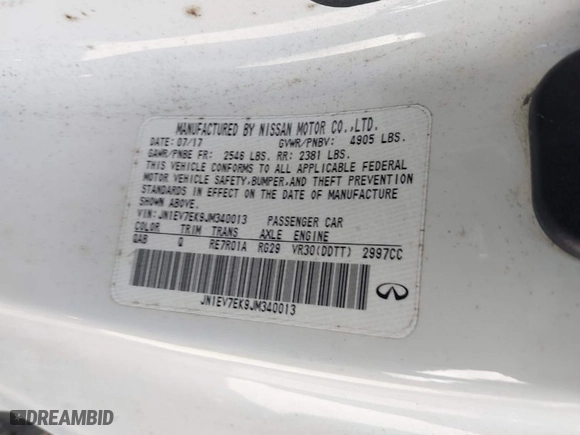 MANUFACTURED BY NISSAN MOTOR CO.,LTD.
DATE: 07/17 GVWR/PNBV: 4905 LBS.
GAWR/PNBE FR: 2546 LBS. RR: 2381 LBS.
THIS VEHICLE CONFORMS TO ALL APPLICABLE FEDERAL
MOTOR VEHICLE SAFETY, BUMPER, AND THEFT PREVENTION
STANDARDS IN EFFECT ON THE DATE OF MANUFACTURE
SHOWN ABOVE.
VIN: JN1EV7EK9JM340013 PASSENGER CAR
COLOR TRIM TRANS AXLE ENGINE
QAB Q RE7R01A RG29 VR30(DDTT) 2997CC
JN1EV7EK9JM340013
DREAMBID